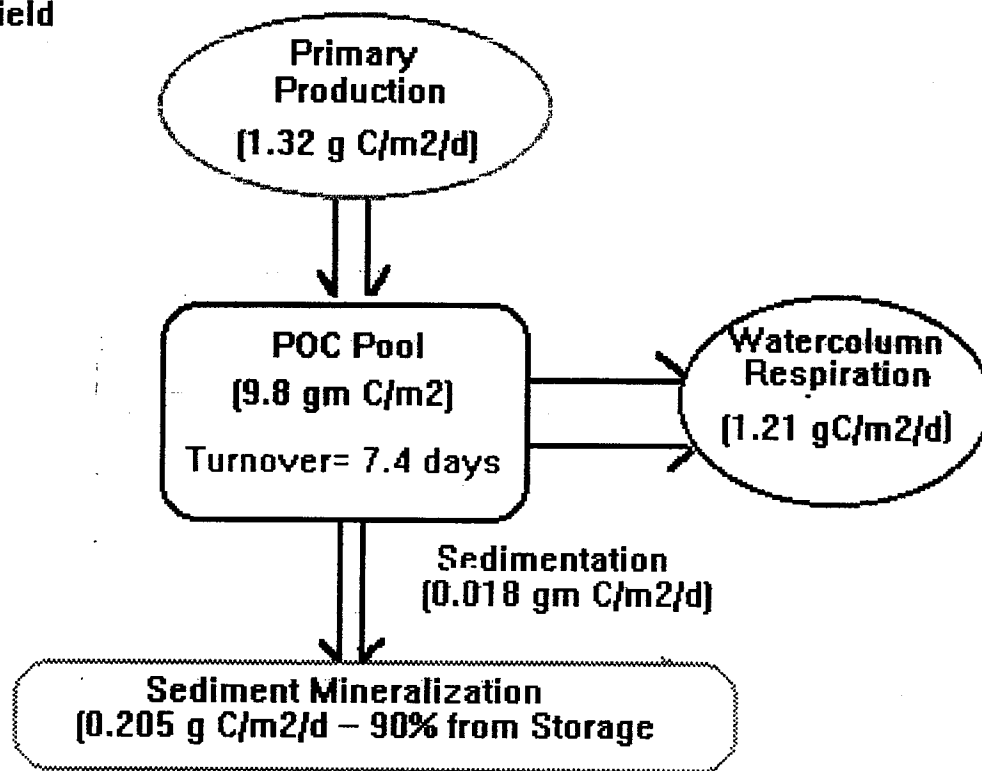 Primary
Production
(1.32 g C/m2/d)
POC Pool
(9.8 gm C/m2)
Turnover= 7.4 days
Watercolumn
Respiration
(1.21 gC/m2/d)
Sedimentation
(0.018 gm C/m2/d)
Sediment Mineralization
(0.205 g C/m2/d – 90% from Storage